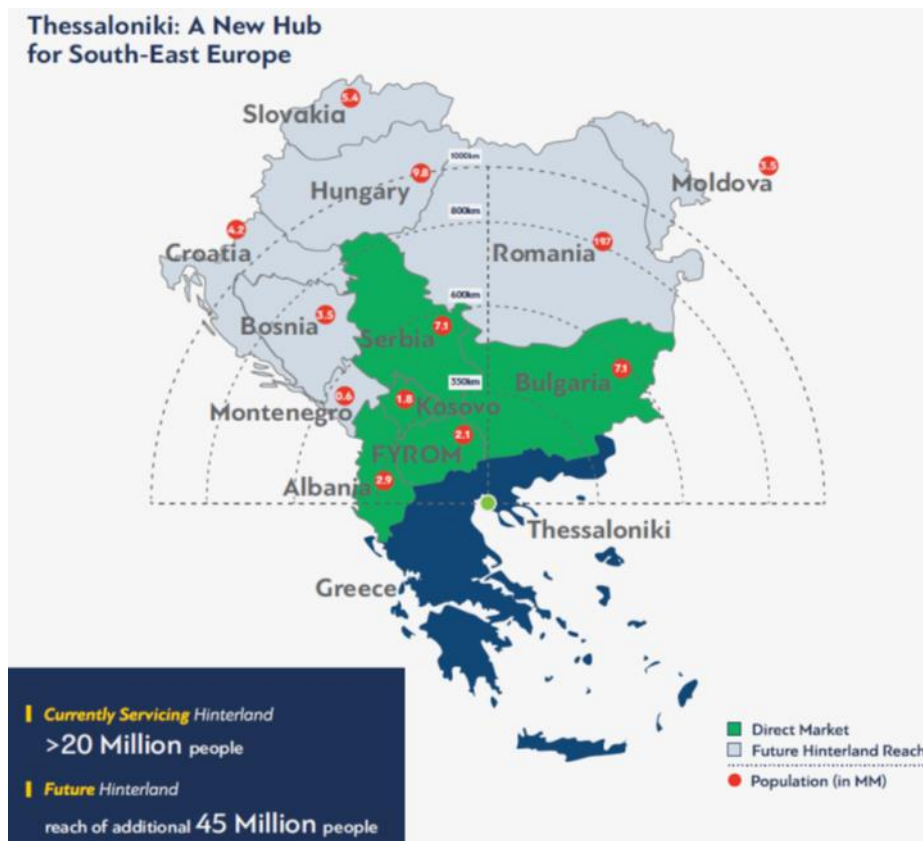 Thessaloniki: A New Hub
for South-East Europe
5.4
Slovakia
1000km
9.8
3.5
Hungáry
Moldova
800km
4.2
197
Croatia
Romania
600km
3.5
Bosnia
7.1
Serbia
350km
7.1
Bulgaria
0.6
1.8
Kosovo
Montenegro
2.1
FYROM
2.9
Albania
Thessaloniki
Greece
Currently Servicing Hinterland
>20 Million people
Future Hinterland
reach of additional 45 Million people
Direct Market
Future Hinterland Reach
Population (in MM)